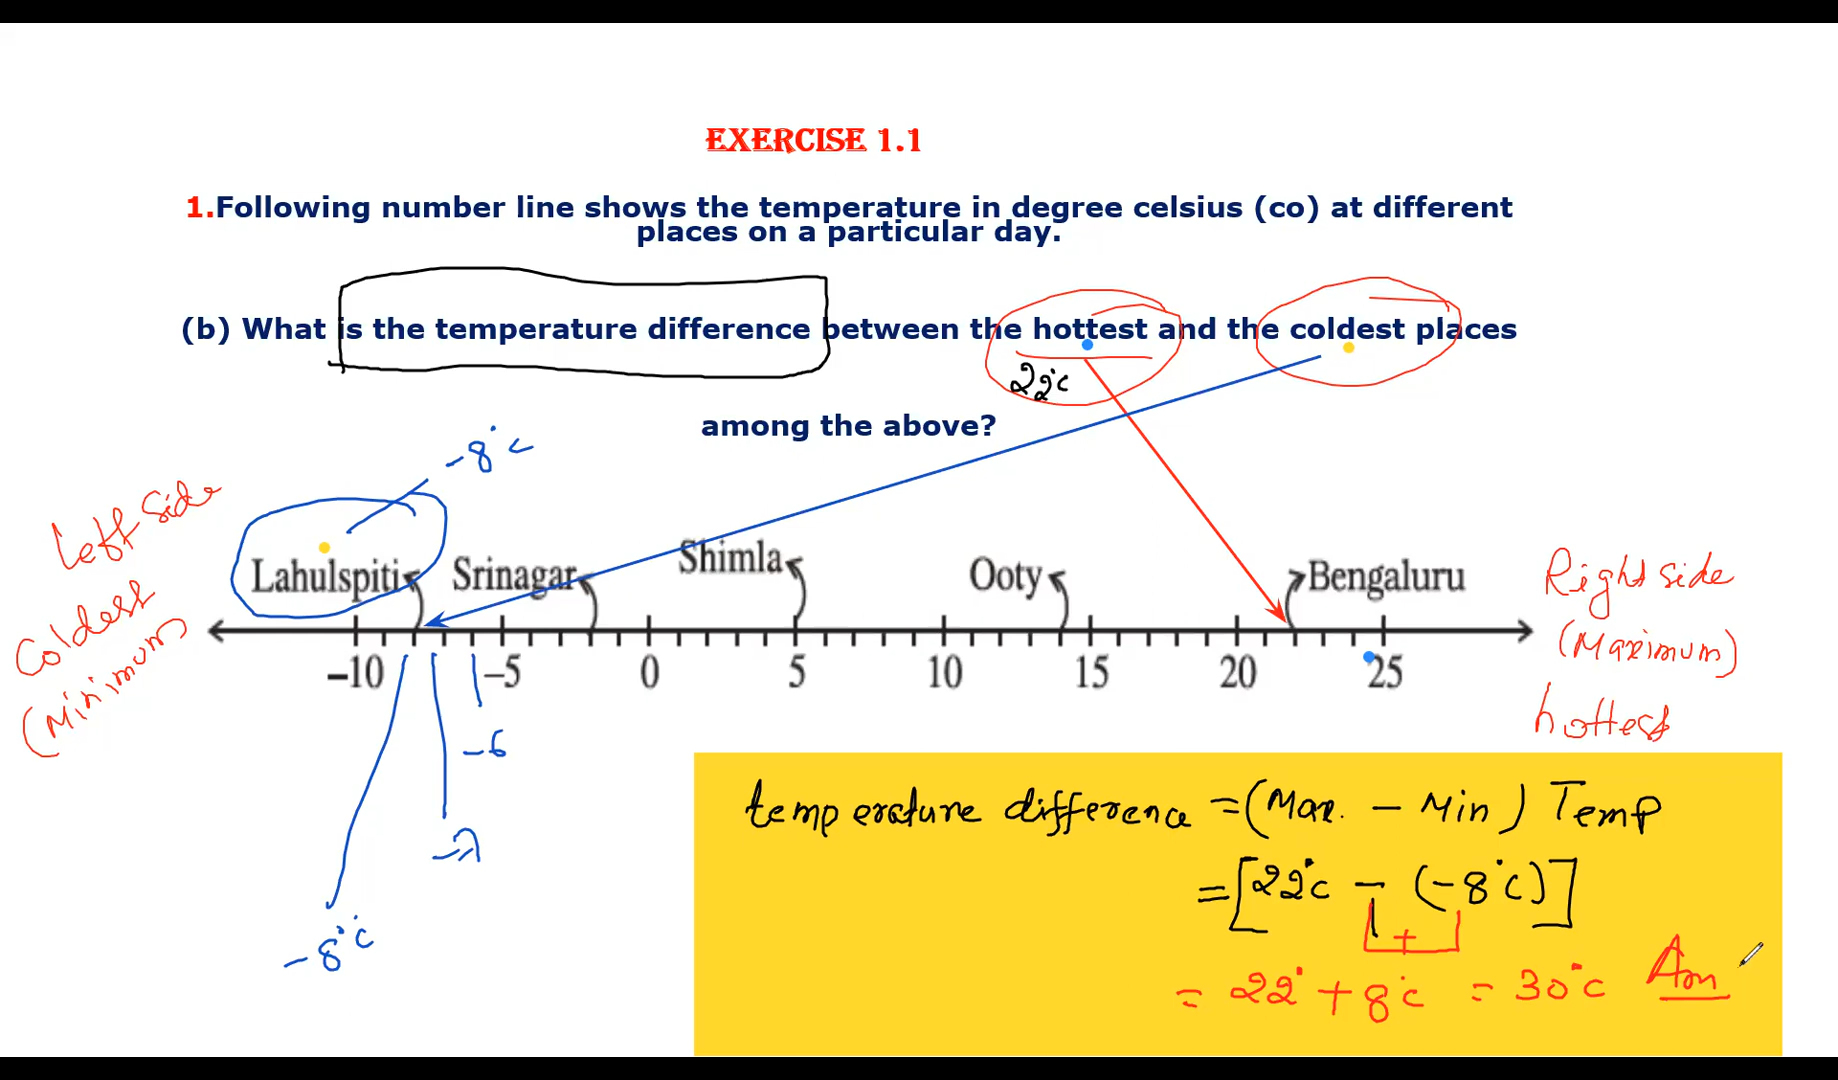 EXERCISE 1.1
1.Following number line shows the temperature in degree celsius (co) at different
places on a particular day.
(b) What is the temperature difference between the hottest and the coldest places
22°c
among the above?
-8°c
Left side
Coldest
(Minimum)
Lahulspiti
Srinagar
Shimla
Ooty
Bengaluru
Right side
(Maximum)
hottest
–10 –5 0 5 10 15 20 25
-6
-7
-8°c
temperature difference = (Max. - Min) Temp
= [22°c - (-8°c)]
+
= 22° + 8°c = 30°c Ans